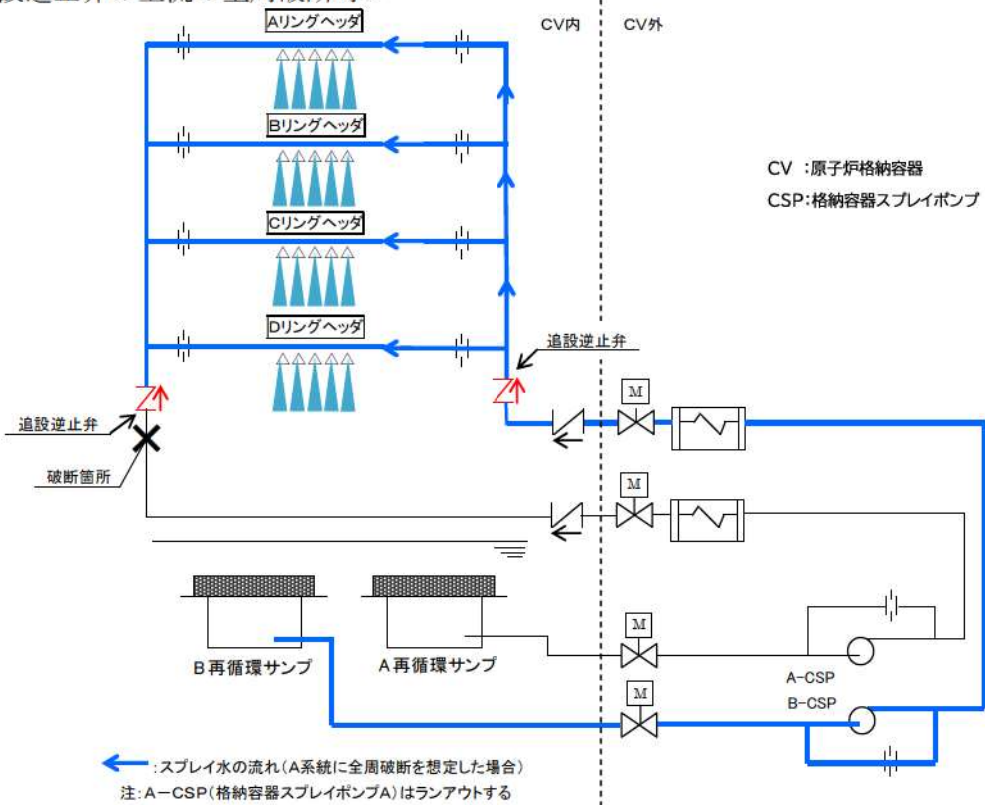 Aリングヘッダ
CV内
CV外
Bリングヘッダ
CV :原子炉格納容器
CSP:格納容器スプレイポンプ
Cリングヘッダ
Dリングヘッダ
追設逆止弁
M
追設逆止弁
破断箇所
M
M
B再循環サンプ
A再循環サンプ
A-CSP
M
B-CSP
:スプレイ水の流れ(A系統に全周破断を想定した場合)
注:A-CSP(格納容器スプレイポンプA)はランアウトする